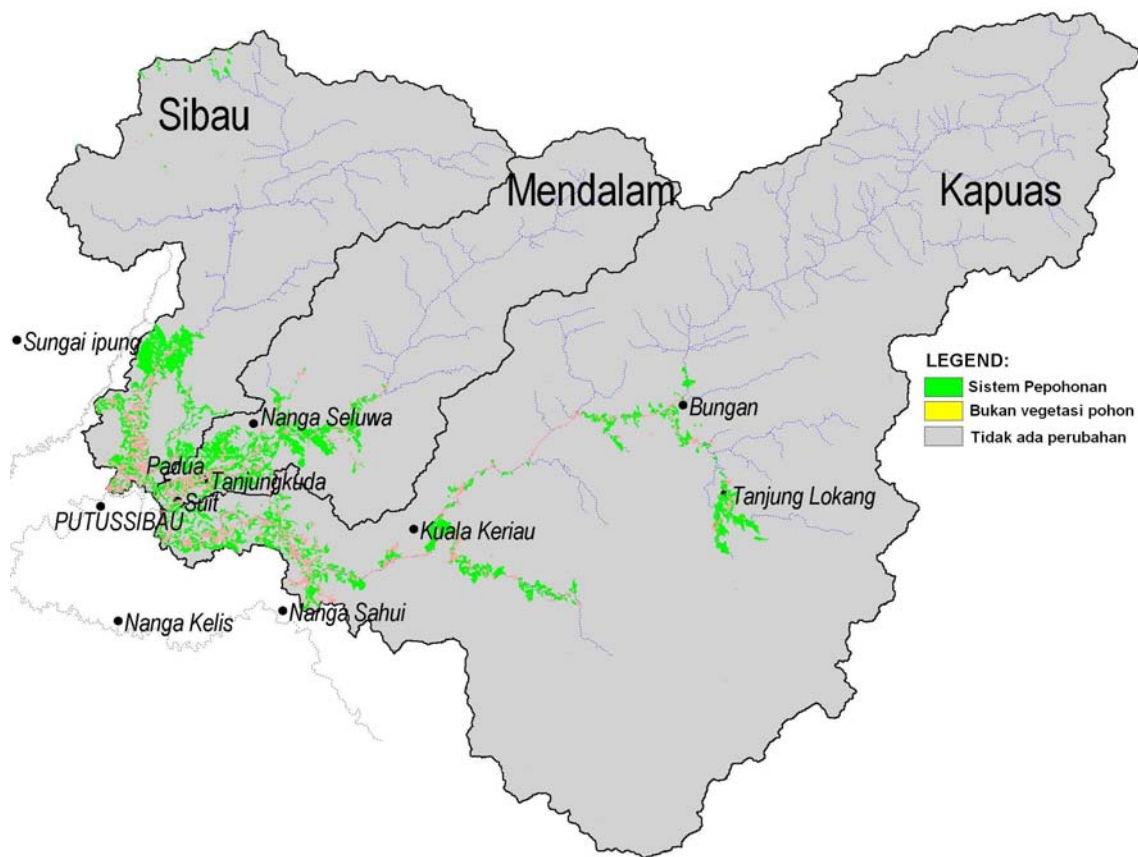 Sibau
Mendalam
Kapuas
Sungai ipung
LEGEND:
Sistem Pepohonan
Bukan vegetasi pohon
Tidak ada perubahan
Bungan
Nanga Seluwa
Padua
Tanjungkuda
Suit
PUTUSSIBAU
Tanjung Lokang
Kuala Keriau
Nanga Sahui
Nanga Kelis